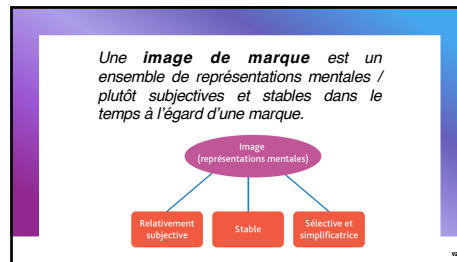 Une image de marque est un
ensemble de représentations mentales /
plutôt subjectives et stables dans le
temps à l'égard d'une marque.
Image
(représentations mentales)
Relativement
subjective
Stable
Sélective et
simplificatrice
92